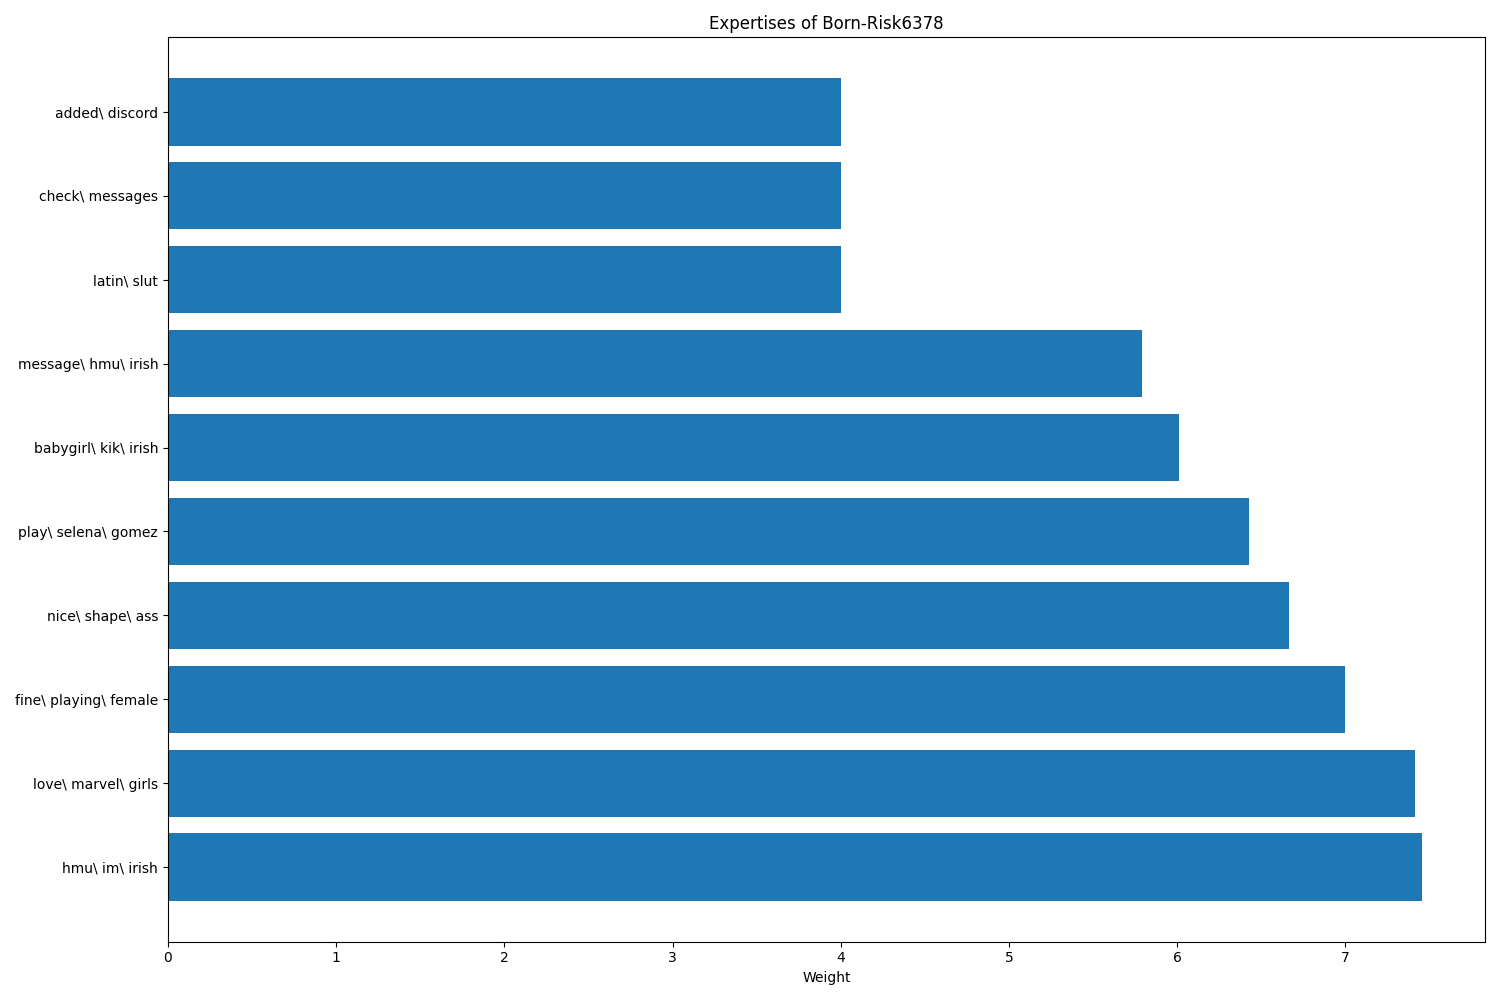 Expertises of Born-Risk6378
added\ discord
check\ messages
latin\ slut
message\ hmu\ irish
babygirl\ kik\ irish
play\ selena\ gomez
nice\ shape\ ass
fine\ playing\ female
love\ marvel\ girls
hmu\ im\ irish
0 1 2 3 4 5 6 7
Weight